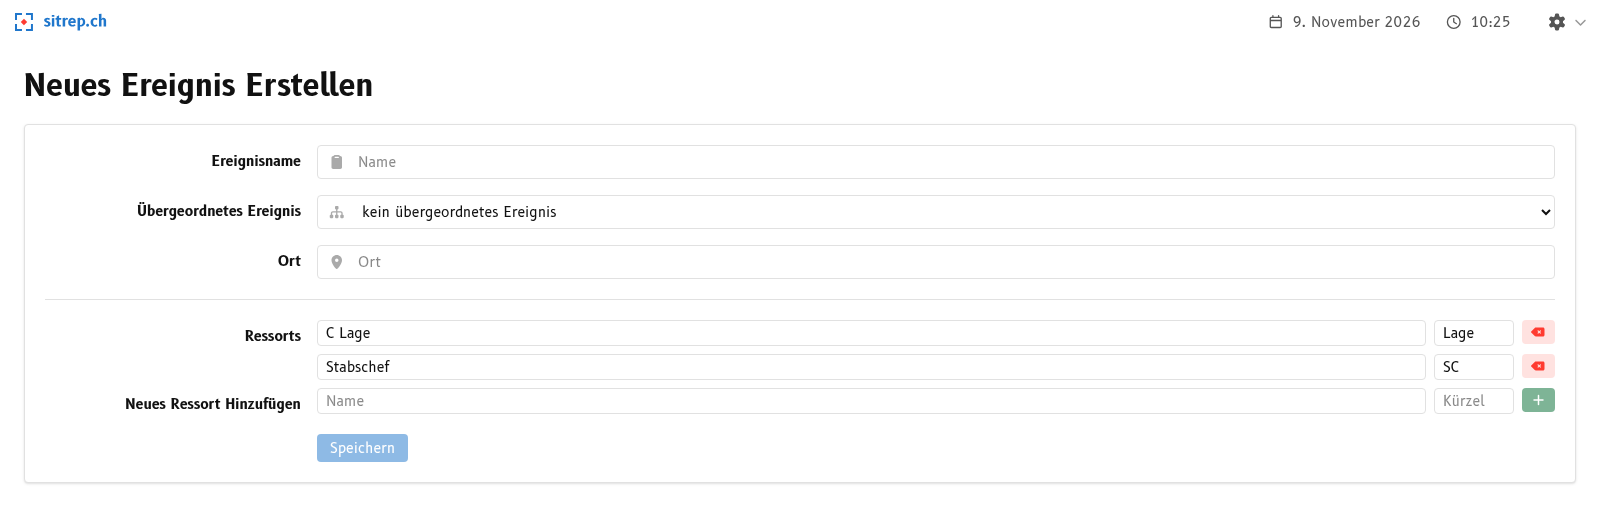 sitrep.ch
9. November 2026
10:25
Neues Ereignis Erstellen
Ereignisname
Name
Übergeordnetes Ereignis
kein übergeordnetes Ereignis
Ort
Ort
Ressorts
C Lage
Lage
Stabschef
SC
Neues Ressort Hinzufügen
Name
Kürzel
Speichern